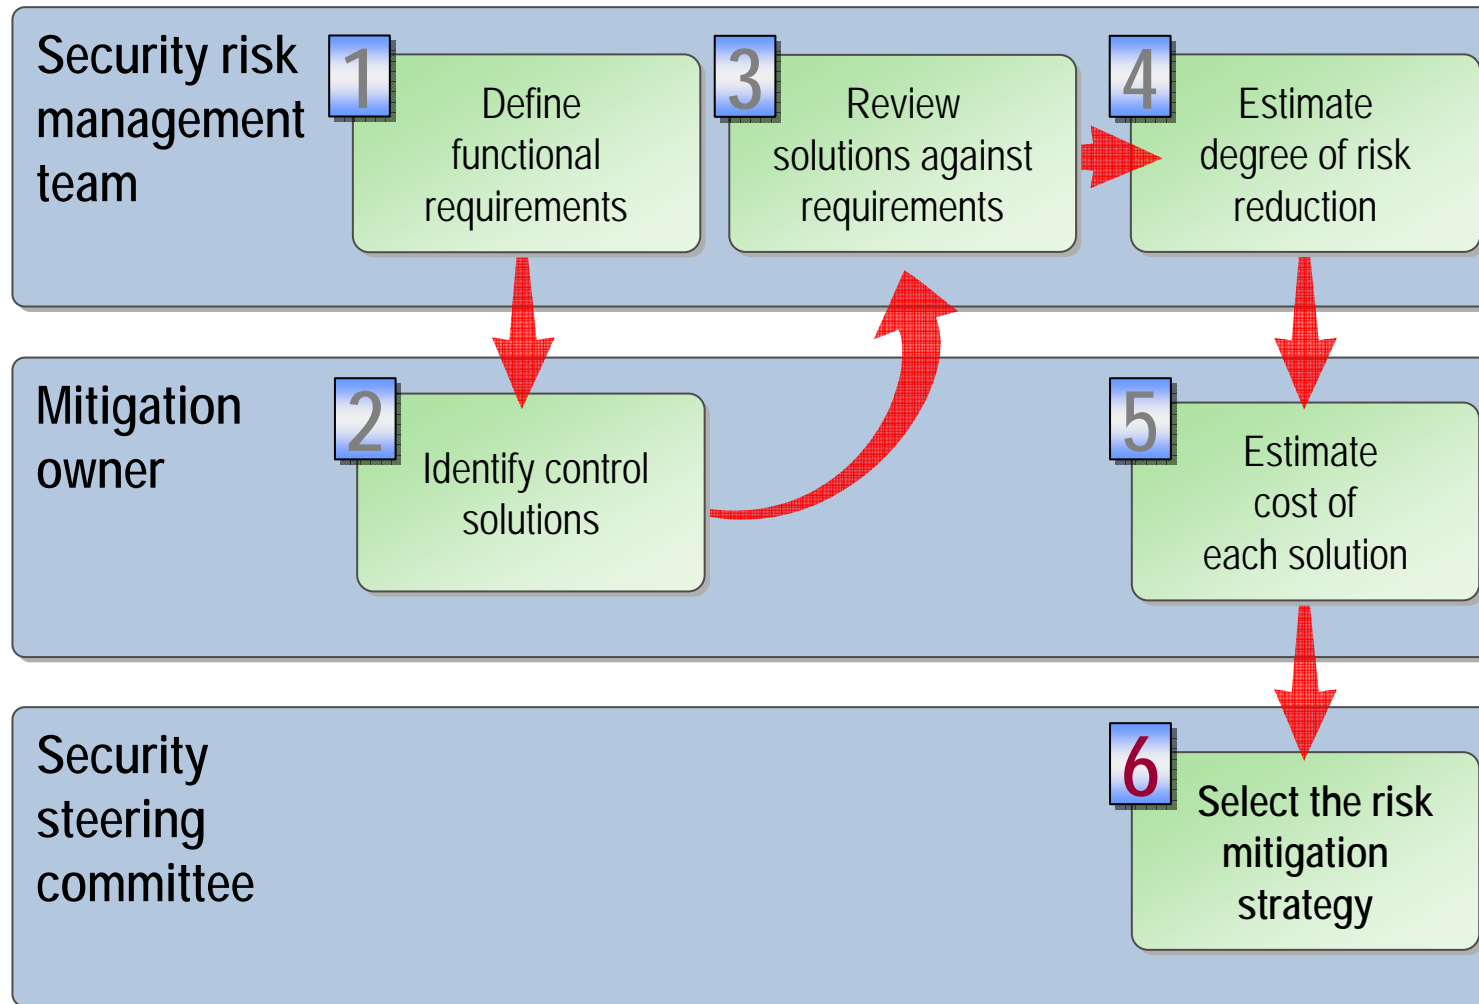 Security risk
management
team
1
Define
functional
requirements
3
Review
solutions against
requirements
4
Estimate
degree of risk
reduction
Mitigation
owner
2
Identify control
solutions
5
Estimate
cost of
each solution
Security
steering
committee
6
Select the risk
mitigation
strategy